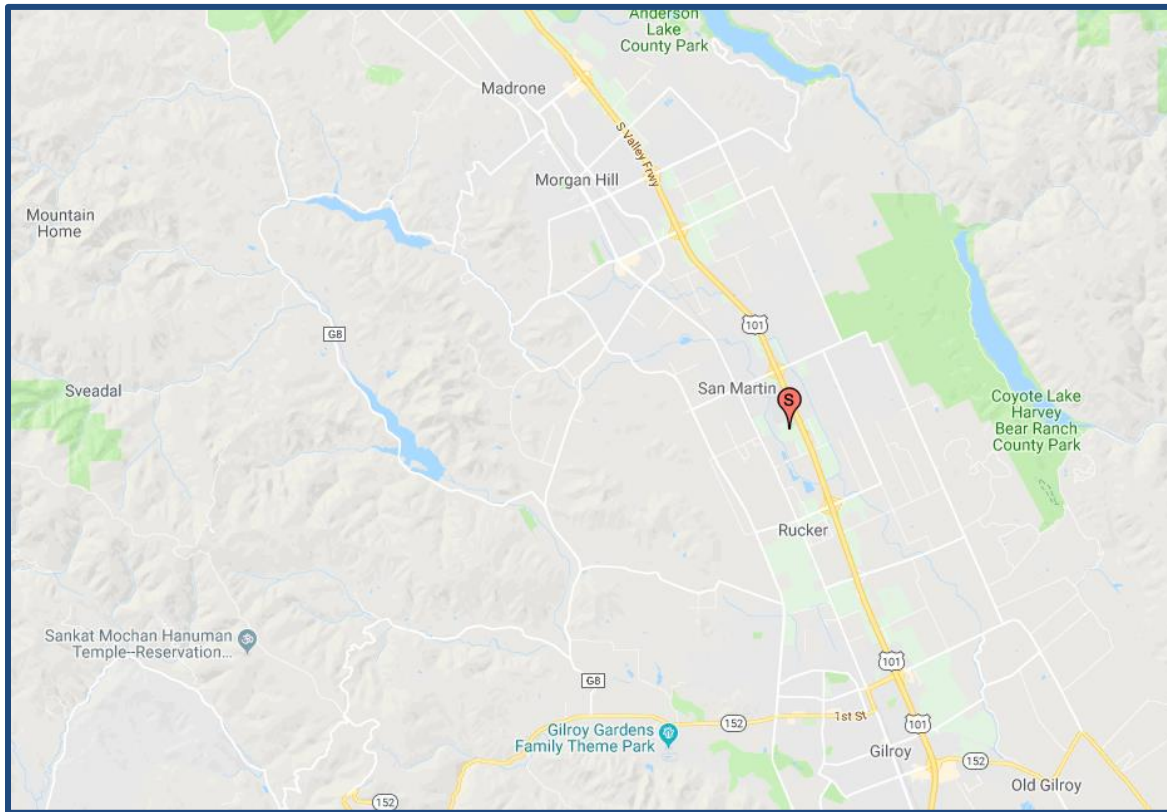 Anderson
Lake
County Park
Madrone
S Valley Frwy
Morgan Hill
Mountain
Home
101
G8
San Martin
Sveadal
S
Coyote Lake
Harvey
Bear Ranch
County Park
Rucker
Sankat Mochan Hanuman
Temple--Reservation...
101
G8
152
1st St
101
Gilroy Gardens
Family Theme Park
Gilroy
152
Old Gilroy
152